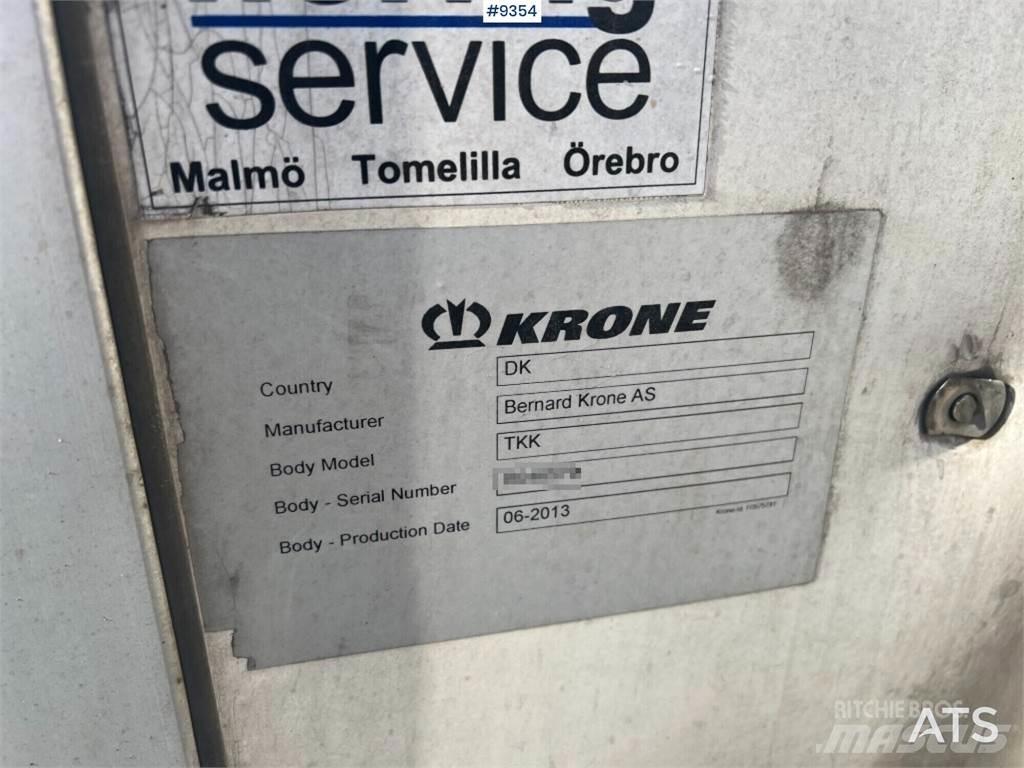 #9354
service
Malmö Tomelilla Örebro
KRONE
Country DK
Manufacturer Bernard Krone AS
Body Model TKK
Body - Serial Number
Body - Production Date 06-2013
RITCHIE BROS
MASCUS
ATS